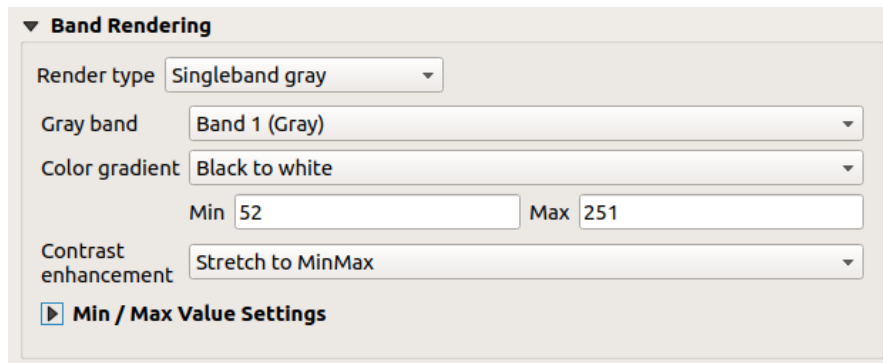 Band Rendering
Render type Singleband gray
Gray band Band 1 (Gray)
Color gradient Black to white
Min 52 Max 251
Contrast
enhancement Stretch to MinMax
Min / Max Value Settings